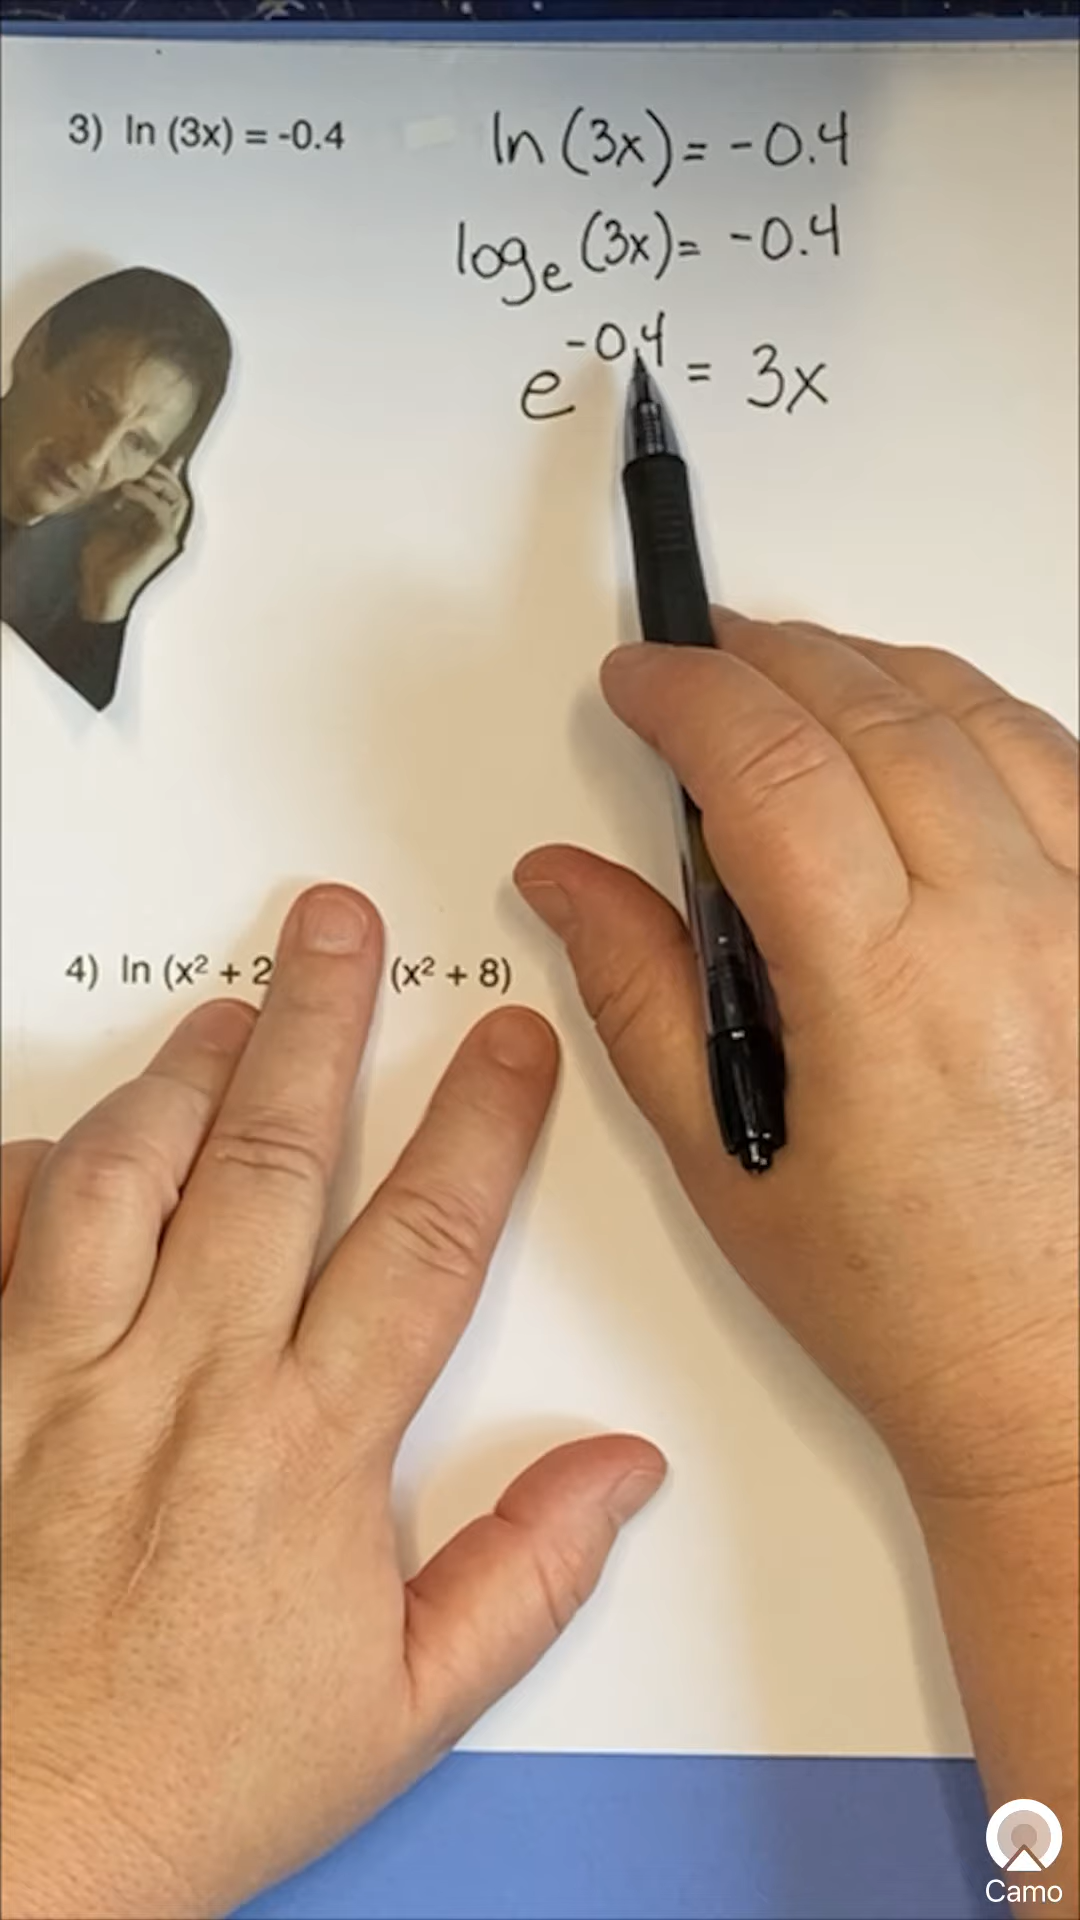 3) ln (3x) = -0.4
ln (3x) = -0.4
logₑ (3x) = -0.4
e^-0.4 = 3x
4) ln (x² + 2 (x² + 8)
Camo